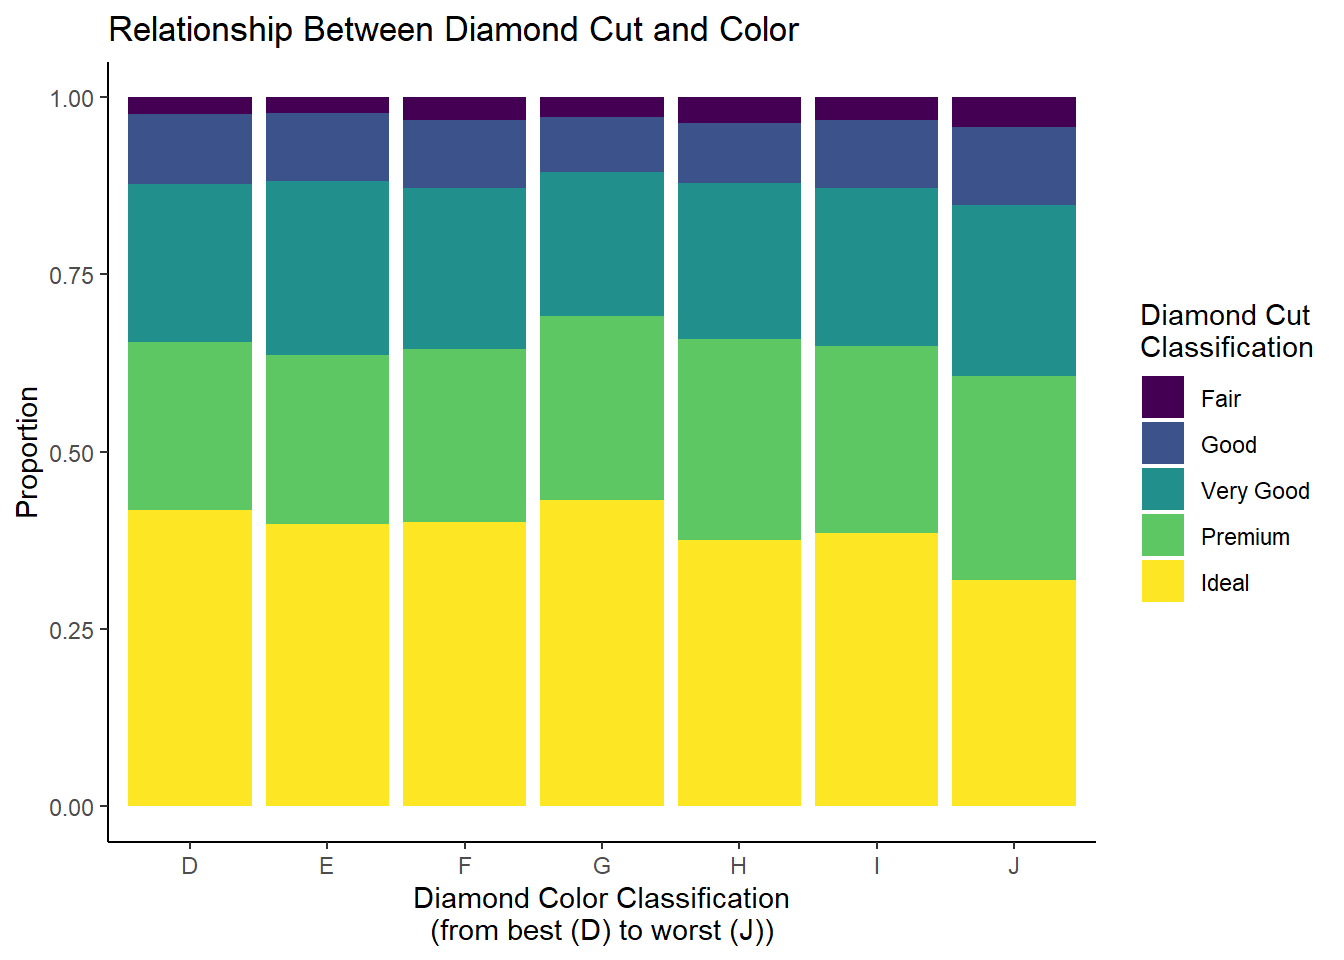 Relationship Between Diamond Cut and Color
1.00
0.75
0.50
0.25
0.00
Proportion
D E F G H I J
Diamond Color Classification
(from best (D) to worst (J))
Diamond Cut
Classification
Fair
Good
Very Good
Premium
Ideal